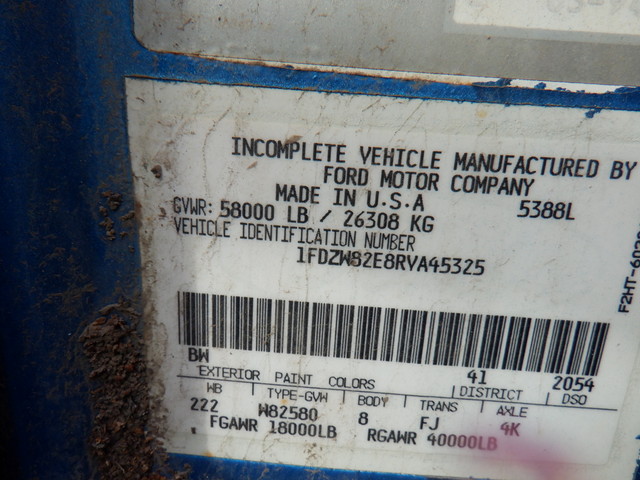 INCOMPLETE VEHICLE MANUFACTURED BY
FORD MOTOR COMPANY
MADE IN U.S.A
5388L
GVWR: 58000 LB / 26308 KG
VEHICLE IDENTIFICATION NUMBER
1FDZW82E8RVA45325
BW 41 2054
EXTERIOR PAINT COLORS DISTRICT DSO
WB TYPE-GVW BODY TRANS AXLE
222 W82580 8 FJ 4K
FGAWR 18000LB RGAWR 40000LB